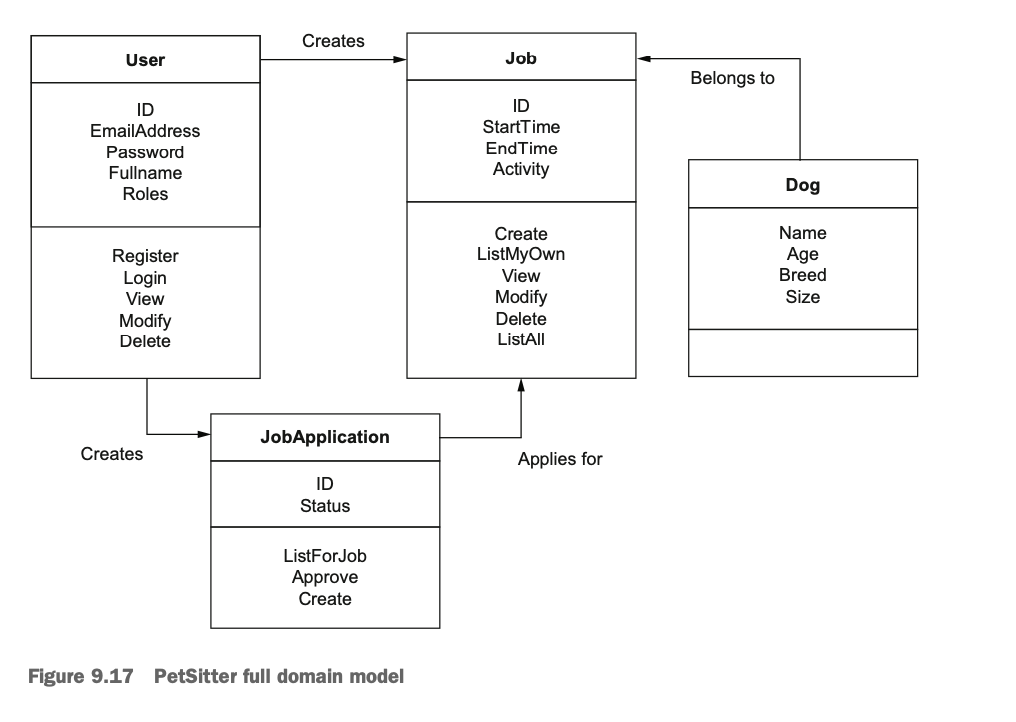 User
ID
EmailAddress
Password
Fullname
Roles
Register
Login
View
Modify
Delete
Creates
Job
ID
StartTime
EndTime
Activity
Create
ListMyOwn
View
Modify
Delete
ListAll
Belongs to
Dog
Name
Age
Breed
Size
Creates
JobApplication
ID
Status
ListForJob
Approve
Create
Applies for
Figure 9.17 PetSitter full domain model